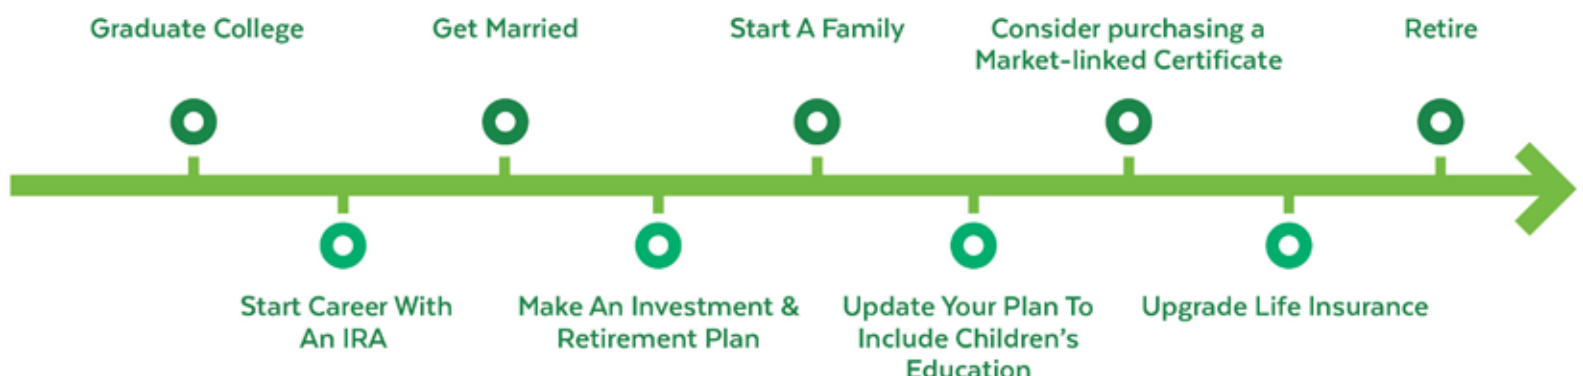 Graduate College
Get Married
Start A Family
Consider purchasing a
Market-linked Certificate
Retire
Start Career With
An IRA
Make An Investment &
Retirement Plan
Update Your Plan To
Include Children's
Education
Upgrade Life Insurance